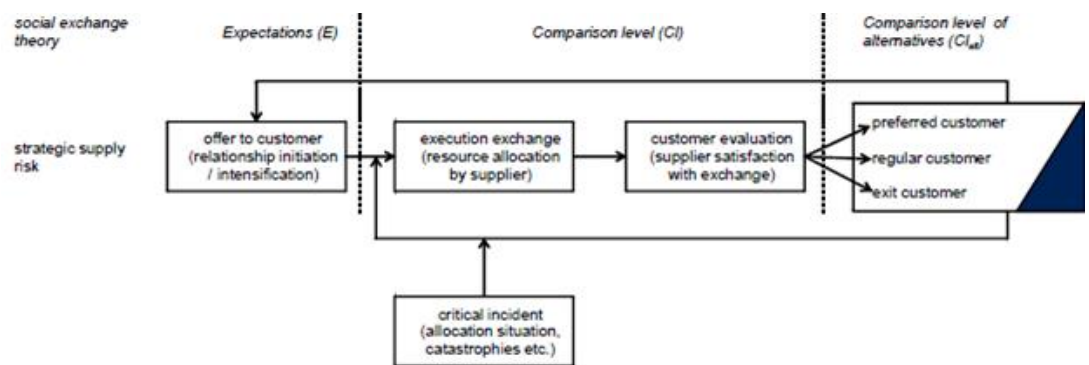 social exchange
theory
Expectations (E)
Comparison level (Cl)
Comparison level of
alternatives (Cl_alt)
strategic supply
risk
offer to customer
(relationship initiation
/ intensification)
execution exchange
(resource allocation
by supplier)
customer evaluation
(supplier satisfaction
with exchange)
preferred customer
regular customer
exit customer
critical incident
(allocation situation,
catastrophies etc.)